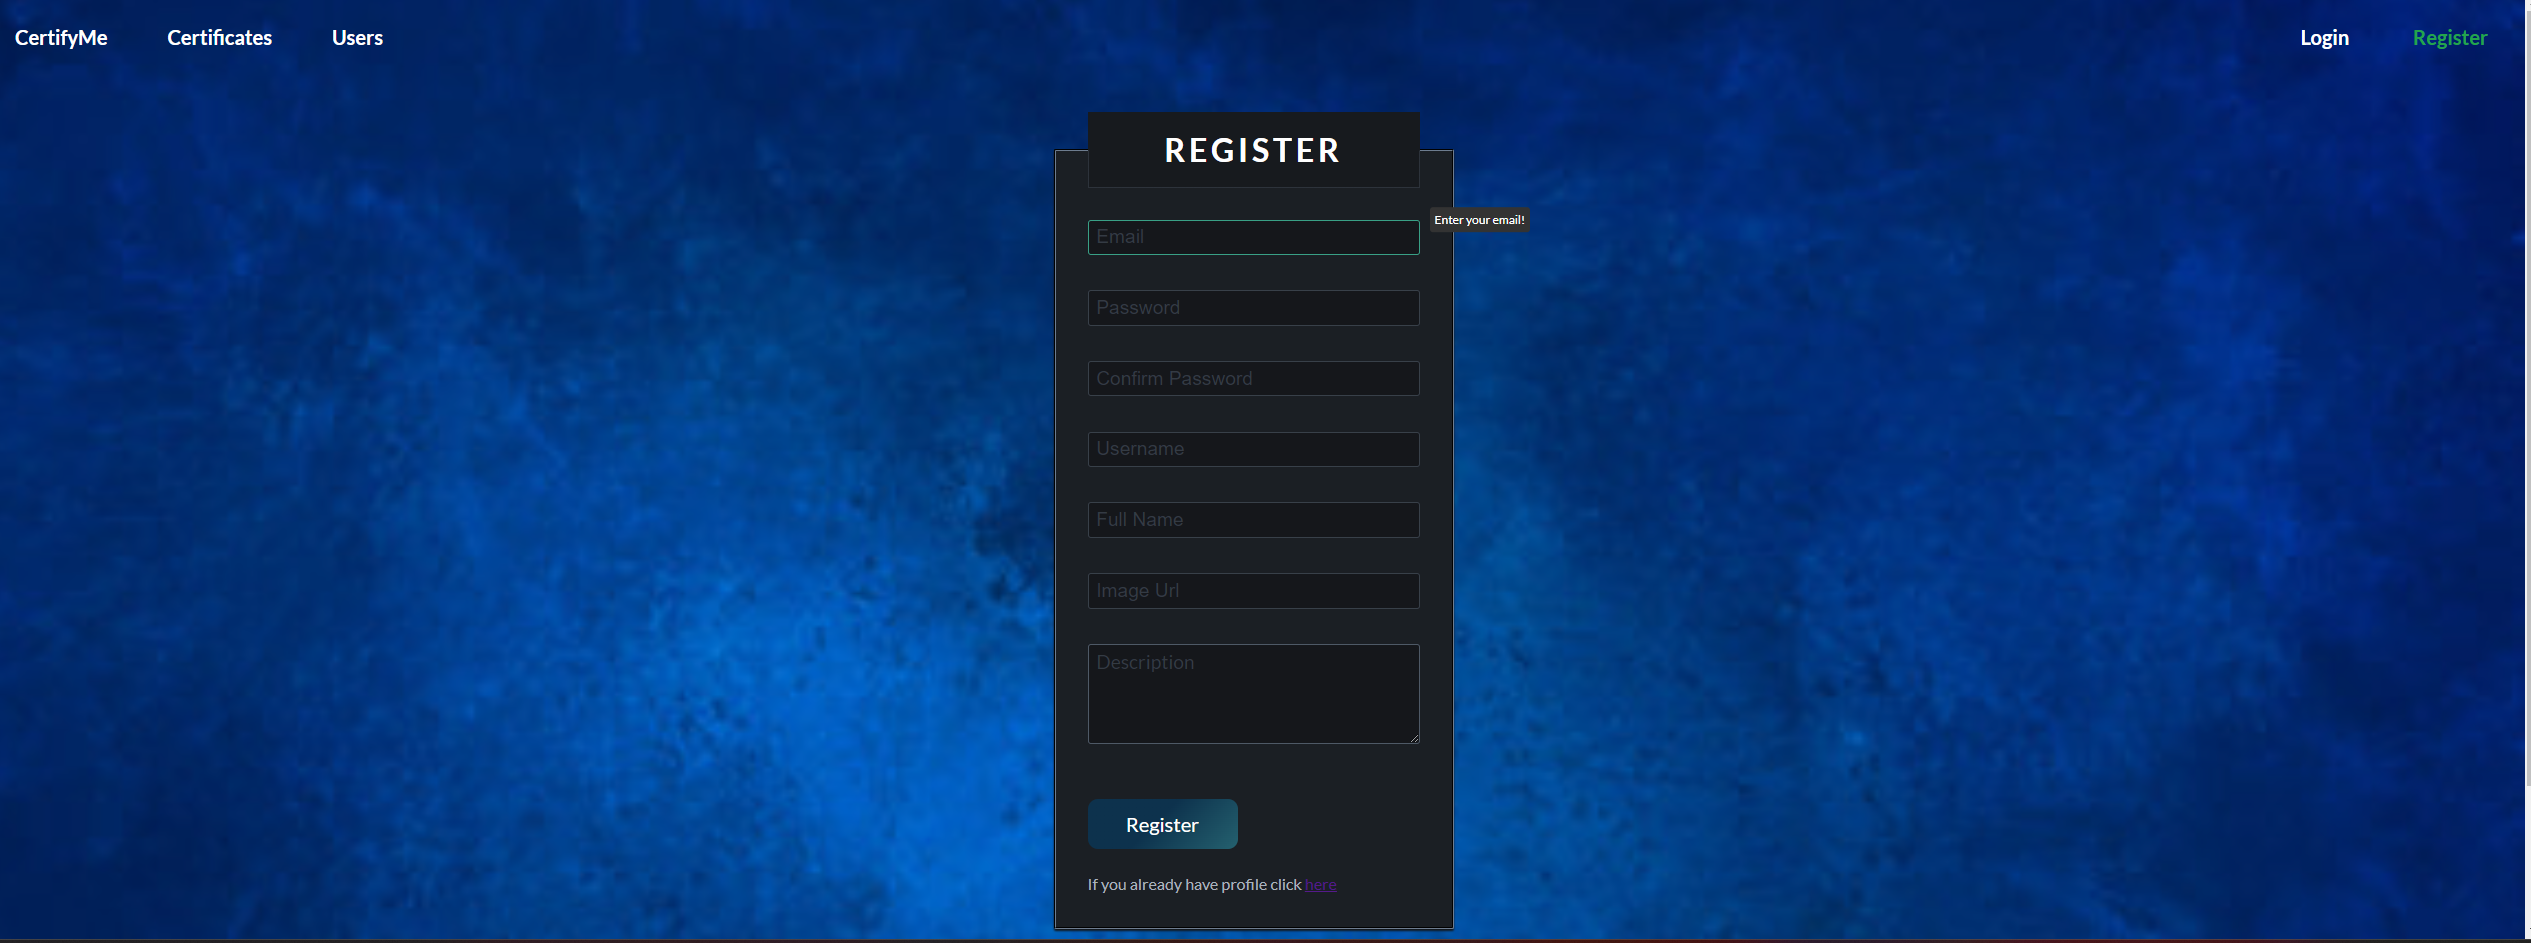 CertifyMe Certificates Users Login Register
REGISTER
Enter your email!
Email
Password
Confirm Password
Username
Full Name
Image Url
Description
Register
If you already have profile click here